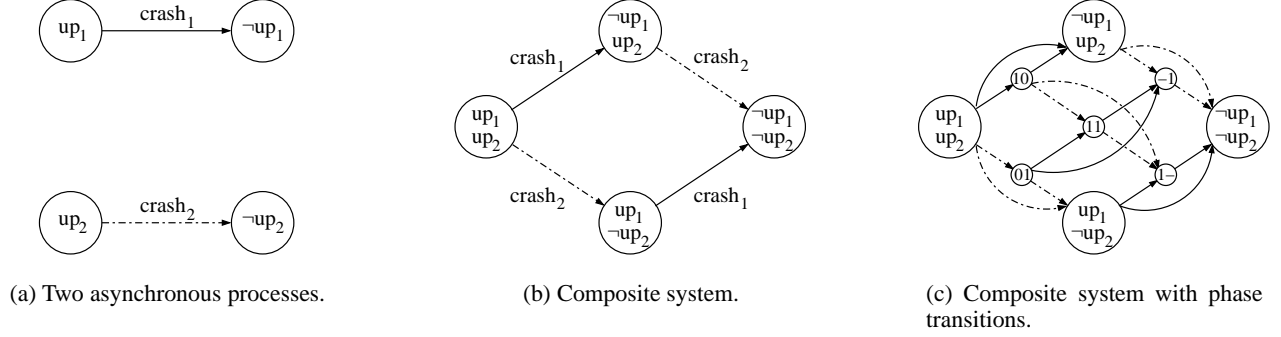 up₁
crash₁
¬up₁
up₂
crash₂
¬up₂
(a) Two asynchronous processes.
¬up₁
up₂
crash₁
crash₂
up₁
up₂
¬up₁
¬up₂
crash₂
crash₁
up₁
¬up₂
(b) Composite system.
¬up₁
up₂
10
–1
up₁
up₂
11
¬up₁
¬up₂
01
1–
up₁
¬up₂
(c) Composite system with phase
transitions.